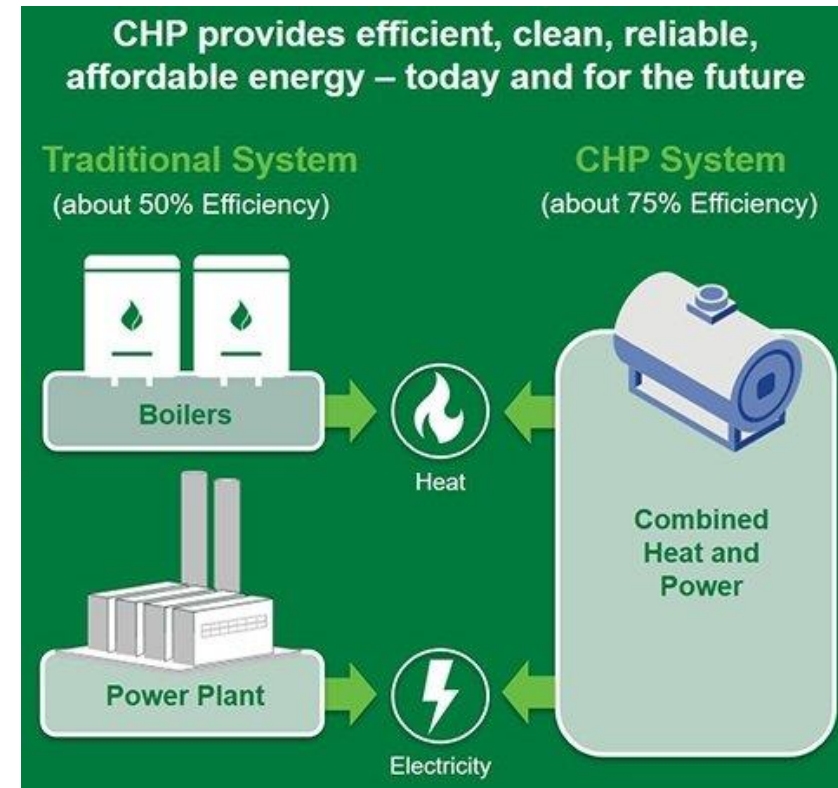 CHP provides efficient, clean, reliable,
affordable energy – today and for the future
Traditional System
(about 50% Efficiency)
CHP System
(about 75% Efficiency)
Boilers
Heat
Combined
Heat and
Power
Power Plant
Electricity